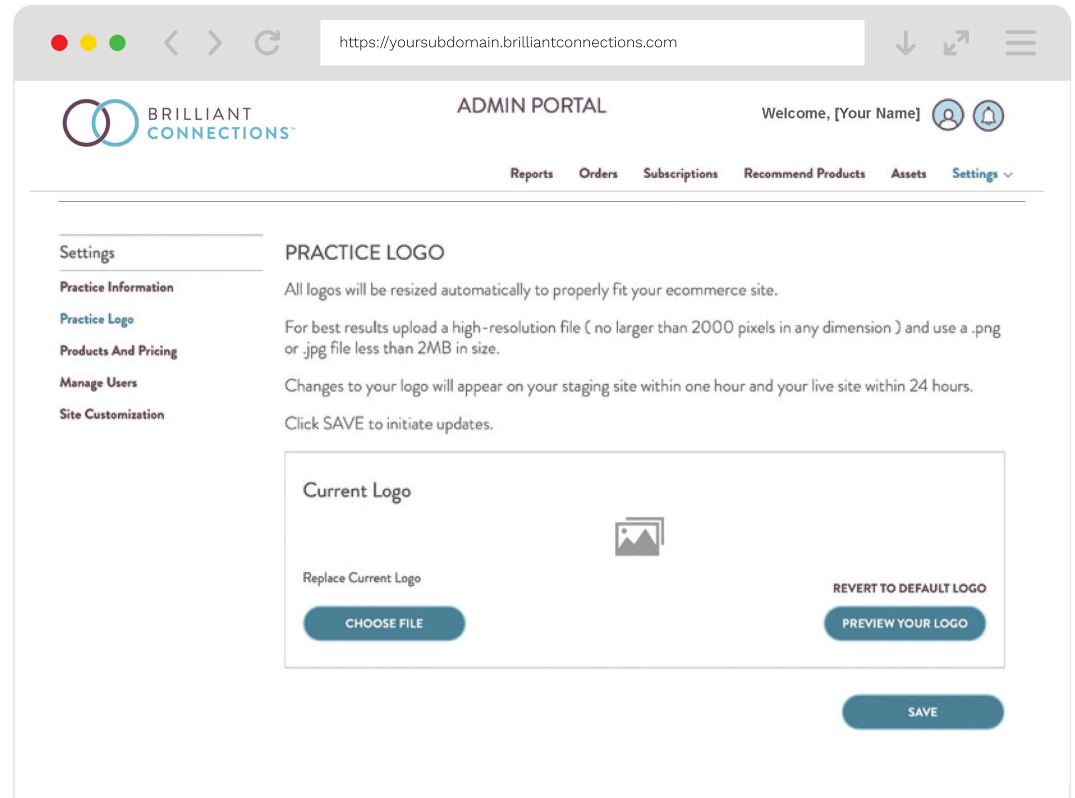 https://yoursubdomain.brilliantconnections.com
BRILLIANT
CONNECTIONS™
ADMIN PORTAL
Welcome, [Your Name]
Reports Orders Subscriptions Recommend Products Assets Settings
Settings
Practice Information
Practice Logo
Products And Pricing
Manage Users
Site Customization
PRACTICE LOGO
All logos will be resized automatically to properly fit your ecommerce site.
For best results upload a high-resolution file ( no larger than 2000 pixels in any dimension ) and use a .png
or .jpg file less than 2MB in size.
Changes to your logo will appear on your staging site within one hour and your live site within 24 hours.
Click SAVE to initiate updates.
Current Logo
Replace Current Logo
CHOOSE FILE
REVERT TO DEFAULT LOGO
PREVIEW YOUR LOGO
SAVE